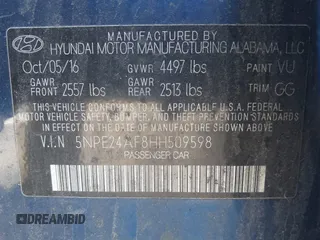 HYUNDAI MOTOR MANUFACTURING ALABAMA, LLC
Oct/05/16 GVWR 4497 lbs PAINT VU
GAWR FRONT 2557 lbs GAWR REAR 2513 lbs TRIM GG
THIS VEHICLE CONFORMS TO ALL APPLICABLE FEDERAL MOTOR VEHICLE SAFETY, BUMPER, AND THEFT PREVENTION STANDARDS IN EFFECT ON THE DATE OF MANUFACTURE SHOWN ABOVE.
V.I.N 5NPE24AF8HH509598
PASSENGER CAR
DREAMBID